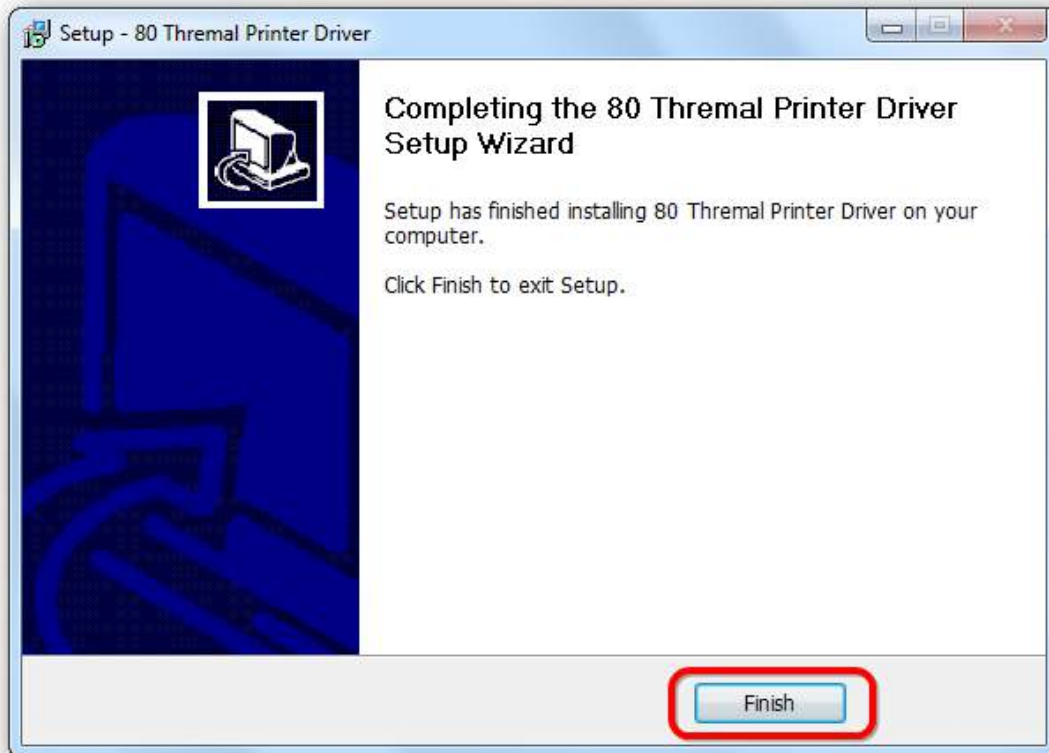 Setup - 80 Thremal Printer Driver
Completing the 80 Thremal Printer Driver
Setup Wizard
Setup has finished installing 80 Thremal Printer Driver on your
computer.
Click Finish to exit Setup.
Finish